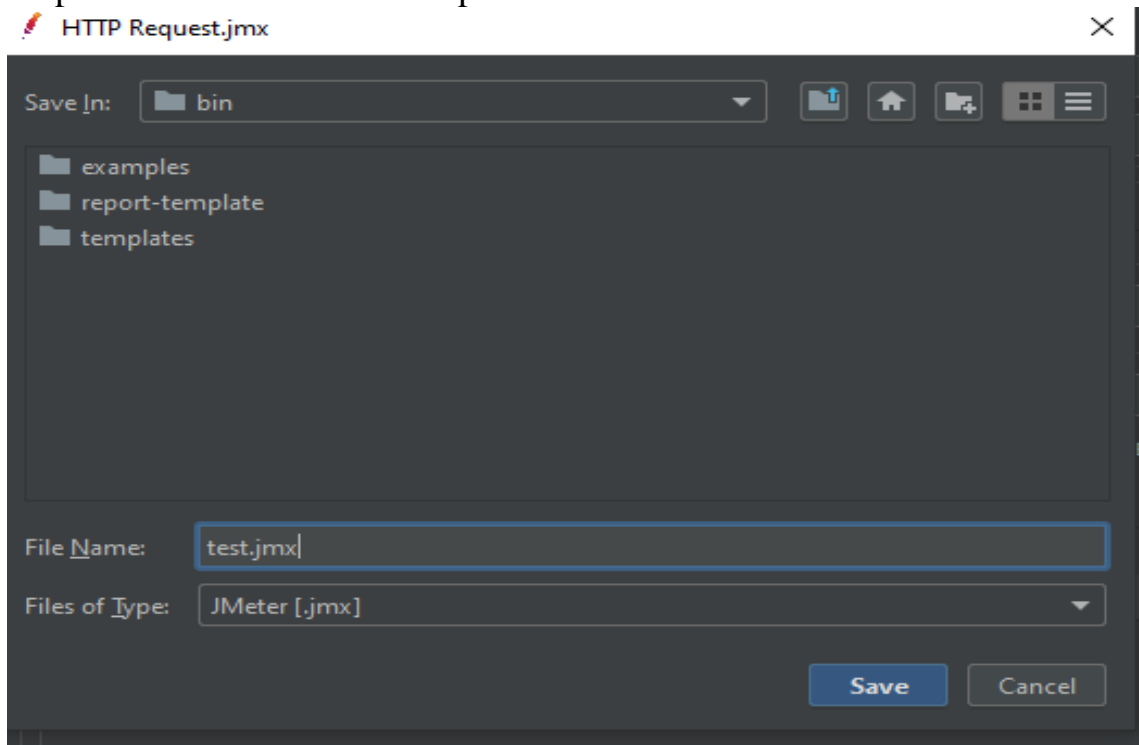 HTTP Request.jmx
Save In: bin
examples
report-template
templates
File Name: test.jmx
Files of Type: JMeter [.jmx]
Save Cancel